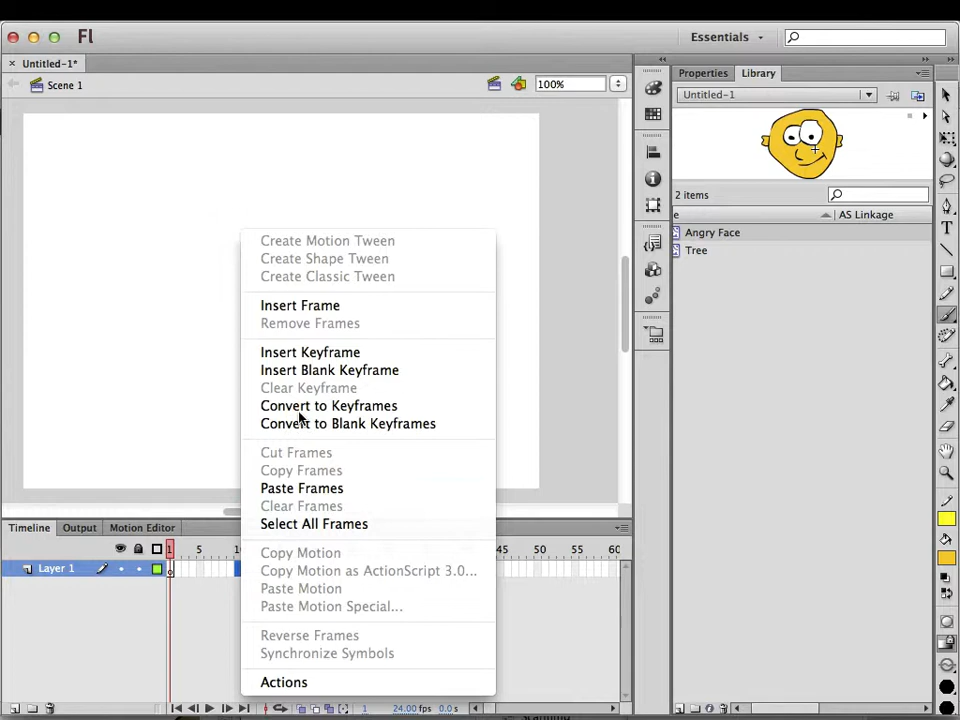 Fl
Essentials
Untitled-1*
Scene 1
100%
Properties
Library
Untitled-1
2 items
AS Linkage
Angry Face
Tree
Create Motion Tween
Create Shape Tween
Create Classic Tween
Insert Frame
Remove Frames
Insert Keyframe
Insert Blank Keyframe
Clear Keyframe
Convert to Keyframes
Convert to Blank Keyframes
Cut Frames
Copy Frames
Paste Frames
Clear Frames
Select All Frames
Copy Motion
Copy Motion as ActionScript 3.0...
Paste Motion
Paste Motion Special...
Reverse Frames
Synchronize Symbols
Actions
Timeline
Output
Motion Editor
1 5 45 50 55 60
Layer 1
1 24.00 fps 0.0 s